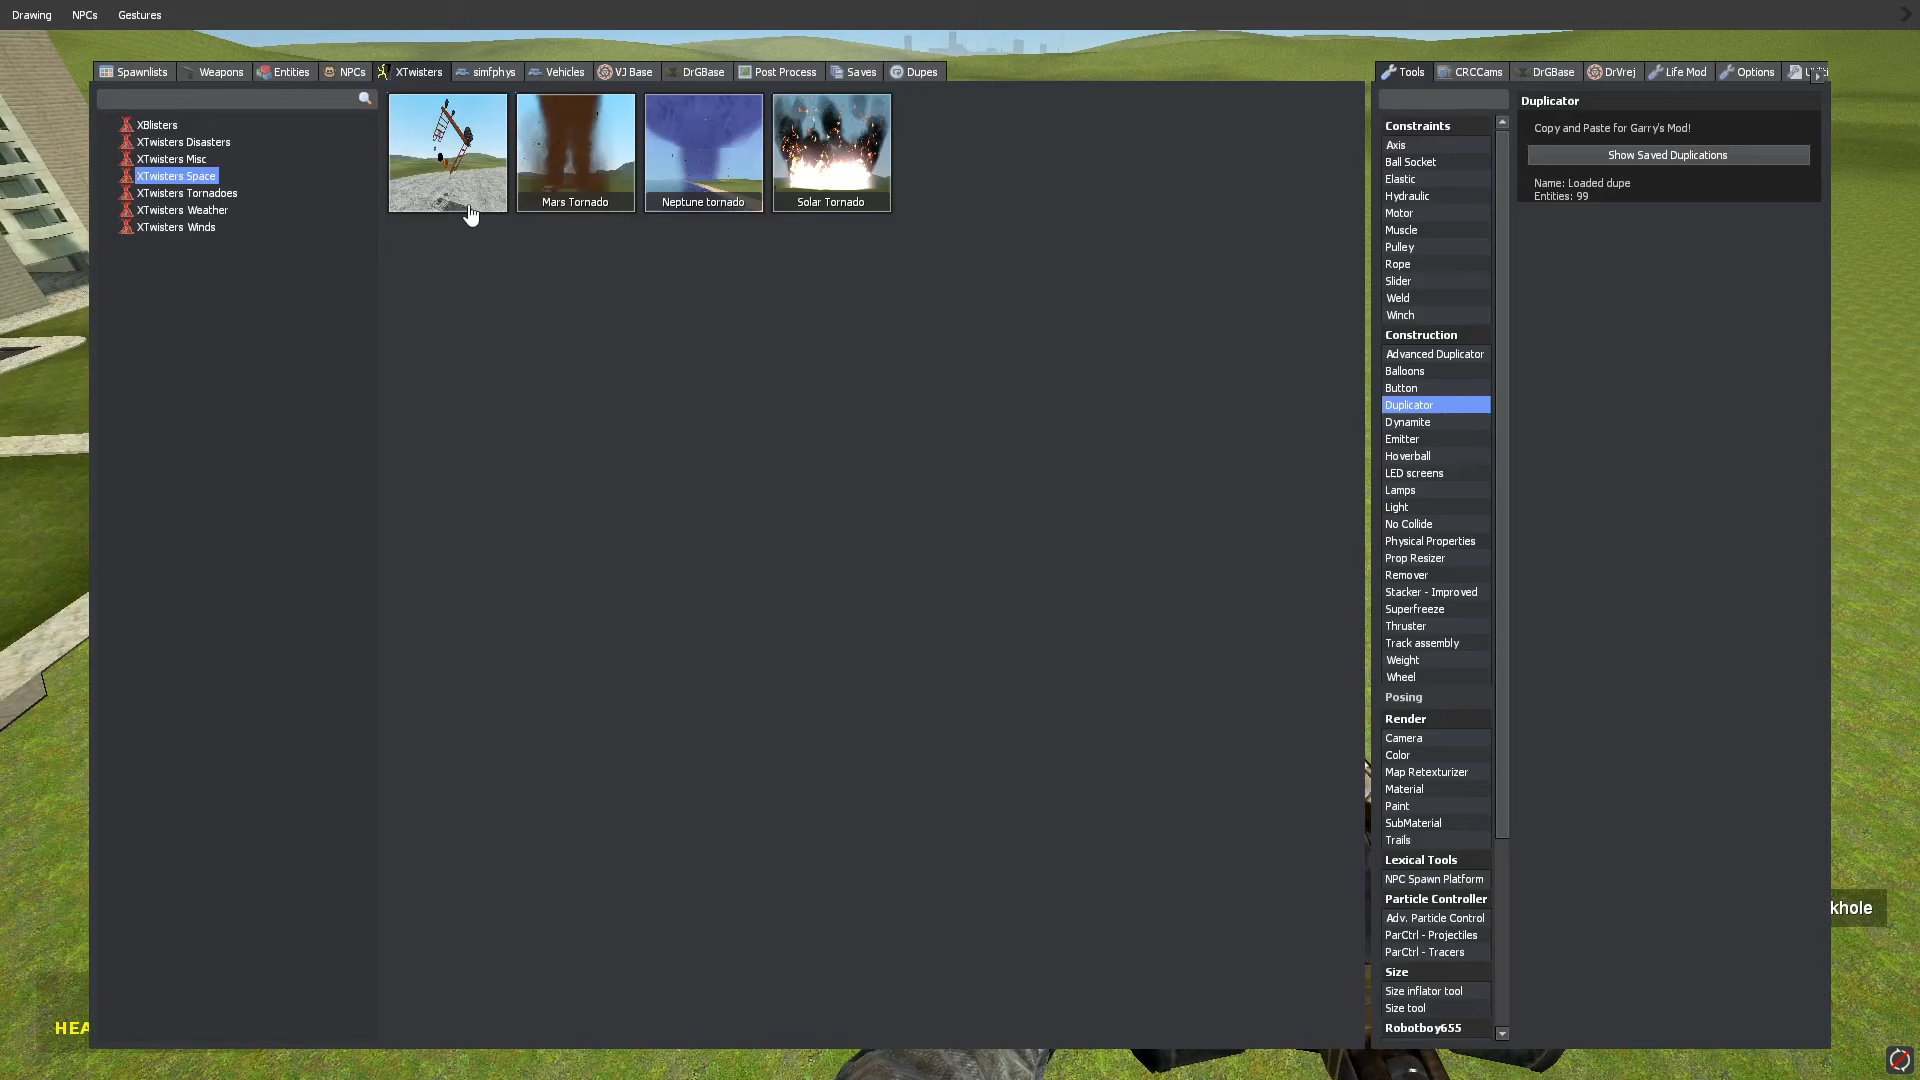 Drawing NPCs Gestures
Spawnlists Weapons Entities NPCs XTwisters simfphys Vehicles VJ Base DrGBase Post Process Saves Dupes
Tools CRCCams DrGBase DrVrej Life Mod Options
XBlisters
XTwisters Disasters
XTwisters Misc
XTwisters Space
XTwisters Tornadoes
XTwisters Weather
XTwisters Winds
Mars Tornado
Neptune tornado
Solar Tornado
Constraints
Axis
Ball Socket
Elastic
Hydraulic
Motor
Muscle
Pulley
Rope
Slider
Weld
Winch
Construction
Advanced Duplicator
Balloons
Button
Duplicator
Dynamite
Emitter
Hoverball
LED screens
Lamps
Light
No Collide
Physical Properties
Prop Resizer
Remover
Stacker - Improved
Superfreeze
Thruster
Track assembly
Weight
Wheel
Posing
Render
Camera
Color
Map Retexturizer
Material
Paint
SubMaterial
Trails
Lexical Tools
NPC Spawn Platform
Particle Controller
Adv. Particle Control
ParCtrl - Projectiles
ParCtrl - Tracers
Size
Size inflator tool
Size tool
Robotboy655
Duplicator
Copy and Paste for Garry's Mod!
Show Saved Duplications
Name: Loaded dupe
Entities: 99
khole
HEA